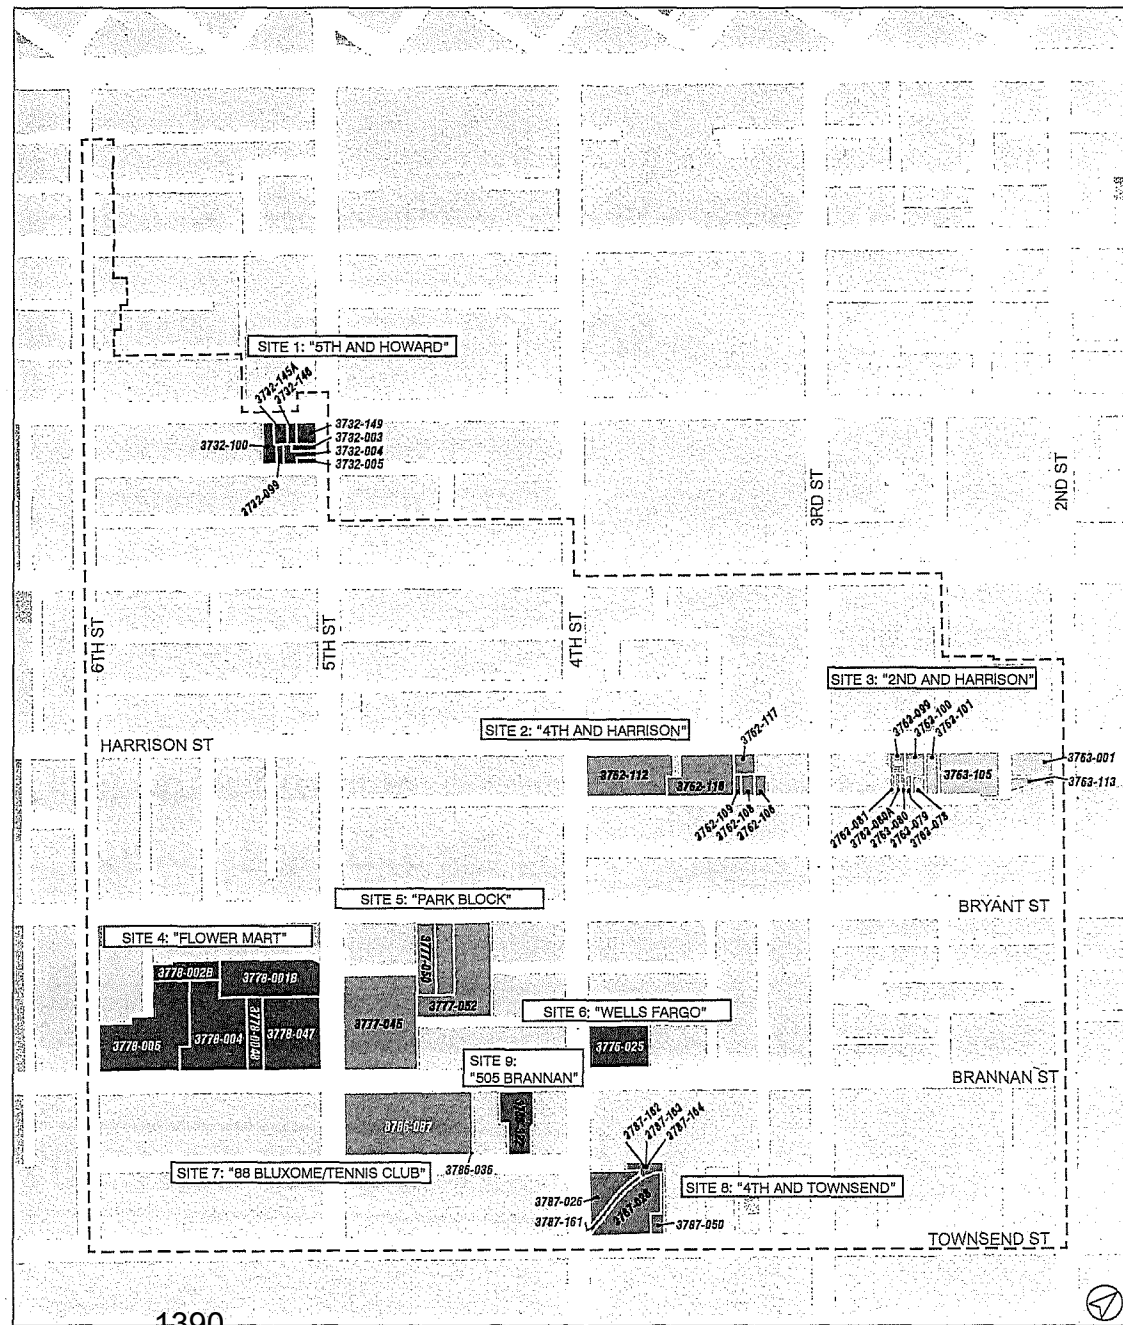 SITE 1: "5TH AND HOWARD"
3732-145A
3732-146
3732-149
3732-003
3732-100
3732-004
3732-005
3732-099
3RD ST
2ND ST
6TH ST
5TH ST
4TH ST
SITE 3: "2ND AND HARRISON"
3762-117
SITE 2: "4TH AND HARRISON"
HARRISON ST
3763-099
3763-100
3763-101
3763-001
3762-112
3762-116
3763-105
3763-113
3762-109
3762-108
3762-106
3763-081
3763-080A
3763-080
3763-079
3763-078
SITE 5: "PARK BLOCK"
BRYANT ST
SITE 4: "FLOWER MART"
3778-002B
3778-001B
3777-050
3777-052
3777-045
SITE 6: "WELLS FARGO"
3778-005
3778-004
3778-047
3776-025
SITE 9:
"505 BRANNAN"
BRANNAN ST
3786-037
3787-162
3787-163
3787-164
SITE 7: "88 BLUXOME/TENNIS CLUB"
3786-036
SITE 8: "4TH AND TOWNSEND"
3787-026
3787-028
3787-161
3787-050
TOWNSEND ST
1390